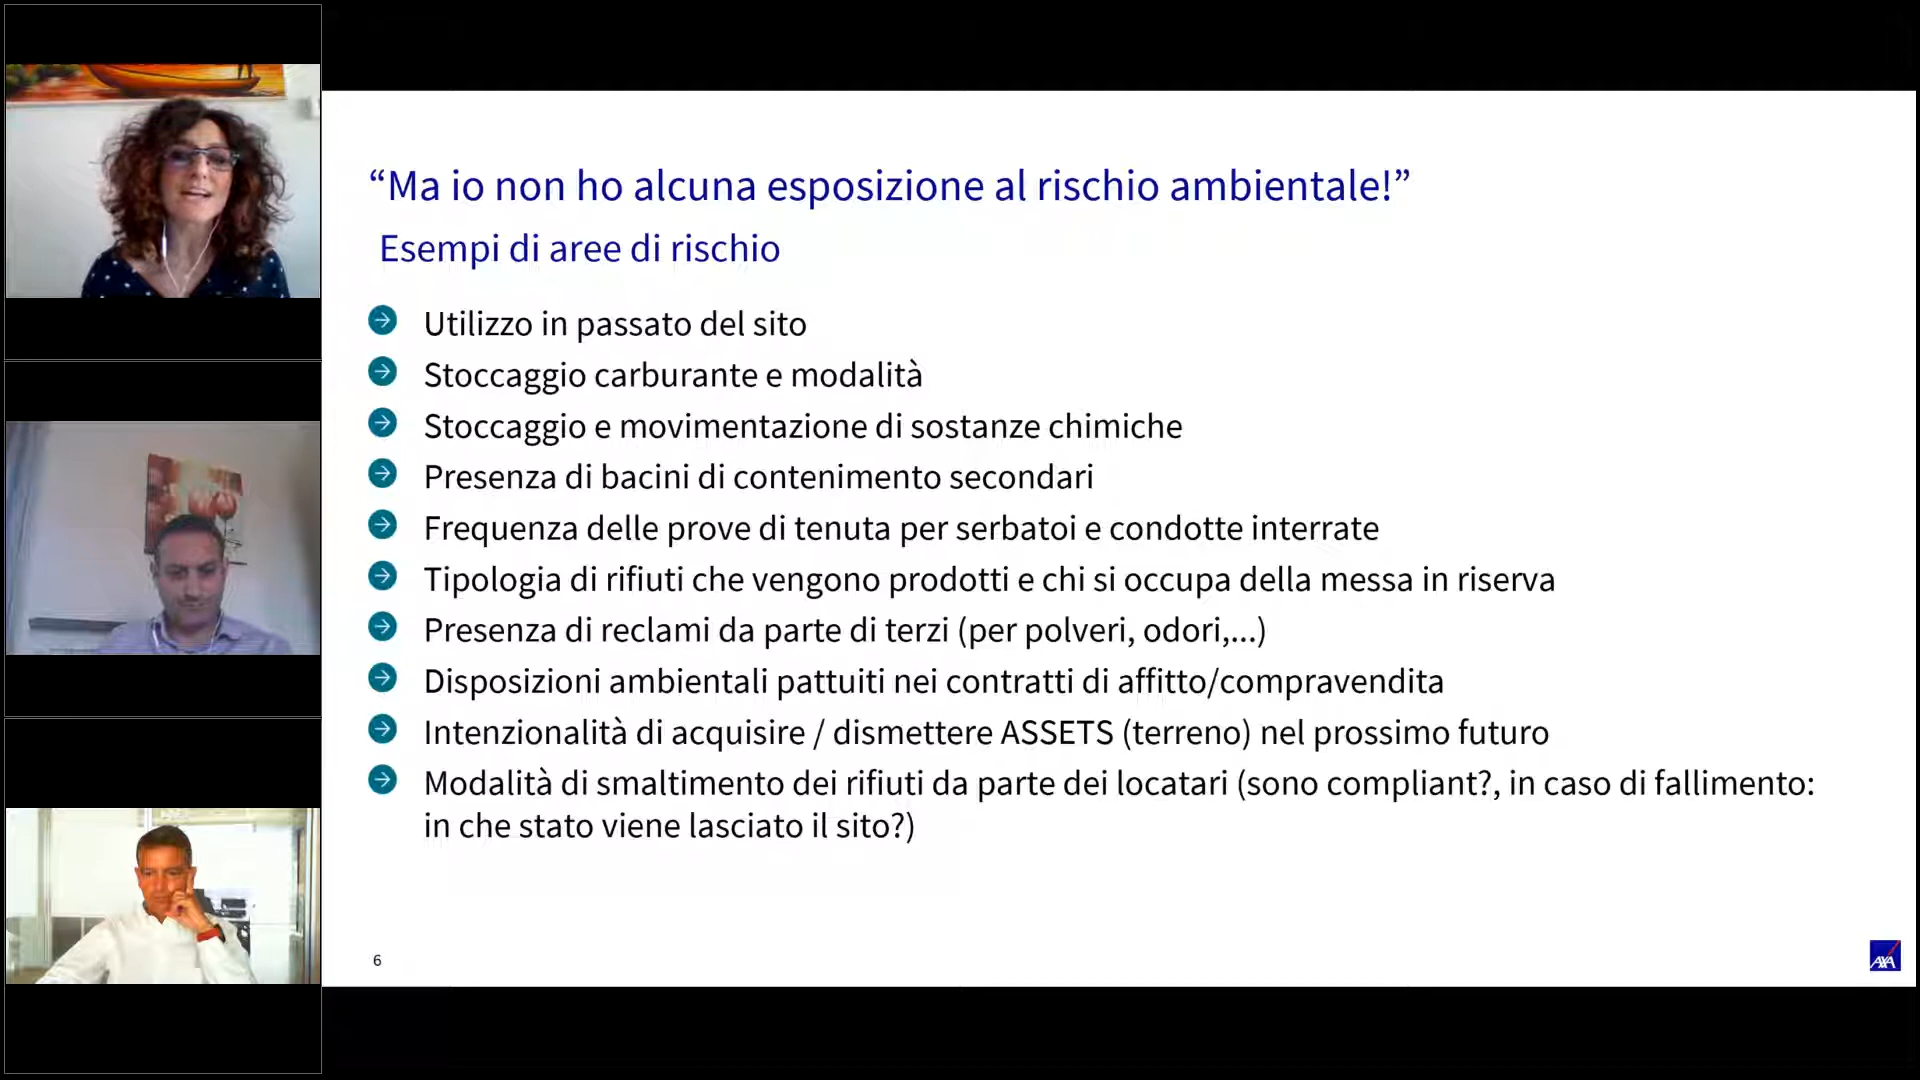 “Ma io non ho alcuna esposizione al rischio ambientale!”
Esempi di aree di rischio
Utilizzo in passato del sito
Stoccaggio carburante e modalità
Stoccaggio e movimentazione di sostanze chimiche
Presenza di bacini di contenimento secondari
Frequenza delle prove di tenuta per serbatoi e condotte interrate
Tipologia di rifiuti che vengono prodotti e chi si occupa della messa in riserva
Presenza di reclami da parte di terzi (per polveri, odori,...)
Disposizioni ambientali pattuiti nei contratti di affitto/compravendita
Intenzionalità di acquisire / dismettere ASSETS (terreno) nel prossimo futuro
Modalità di smaltimento dei rifiuti da parte dei locatari (sono compliant?, in caso di fallimento:
in che stato viene lasciato il sito?)
6
AXA